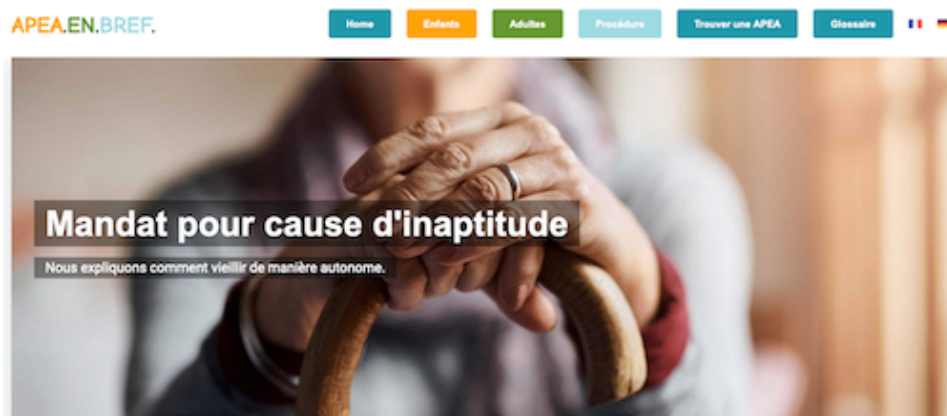 APEA.EN.BREF.
Home
Enfants
Adultes
Procédure
Trouver une APEA
Glossaire
Mandat pour cause d'inaptitude
Nous expliquons comment vieillir de manière autonome.